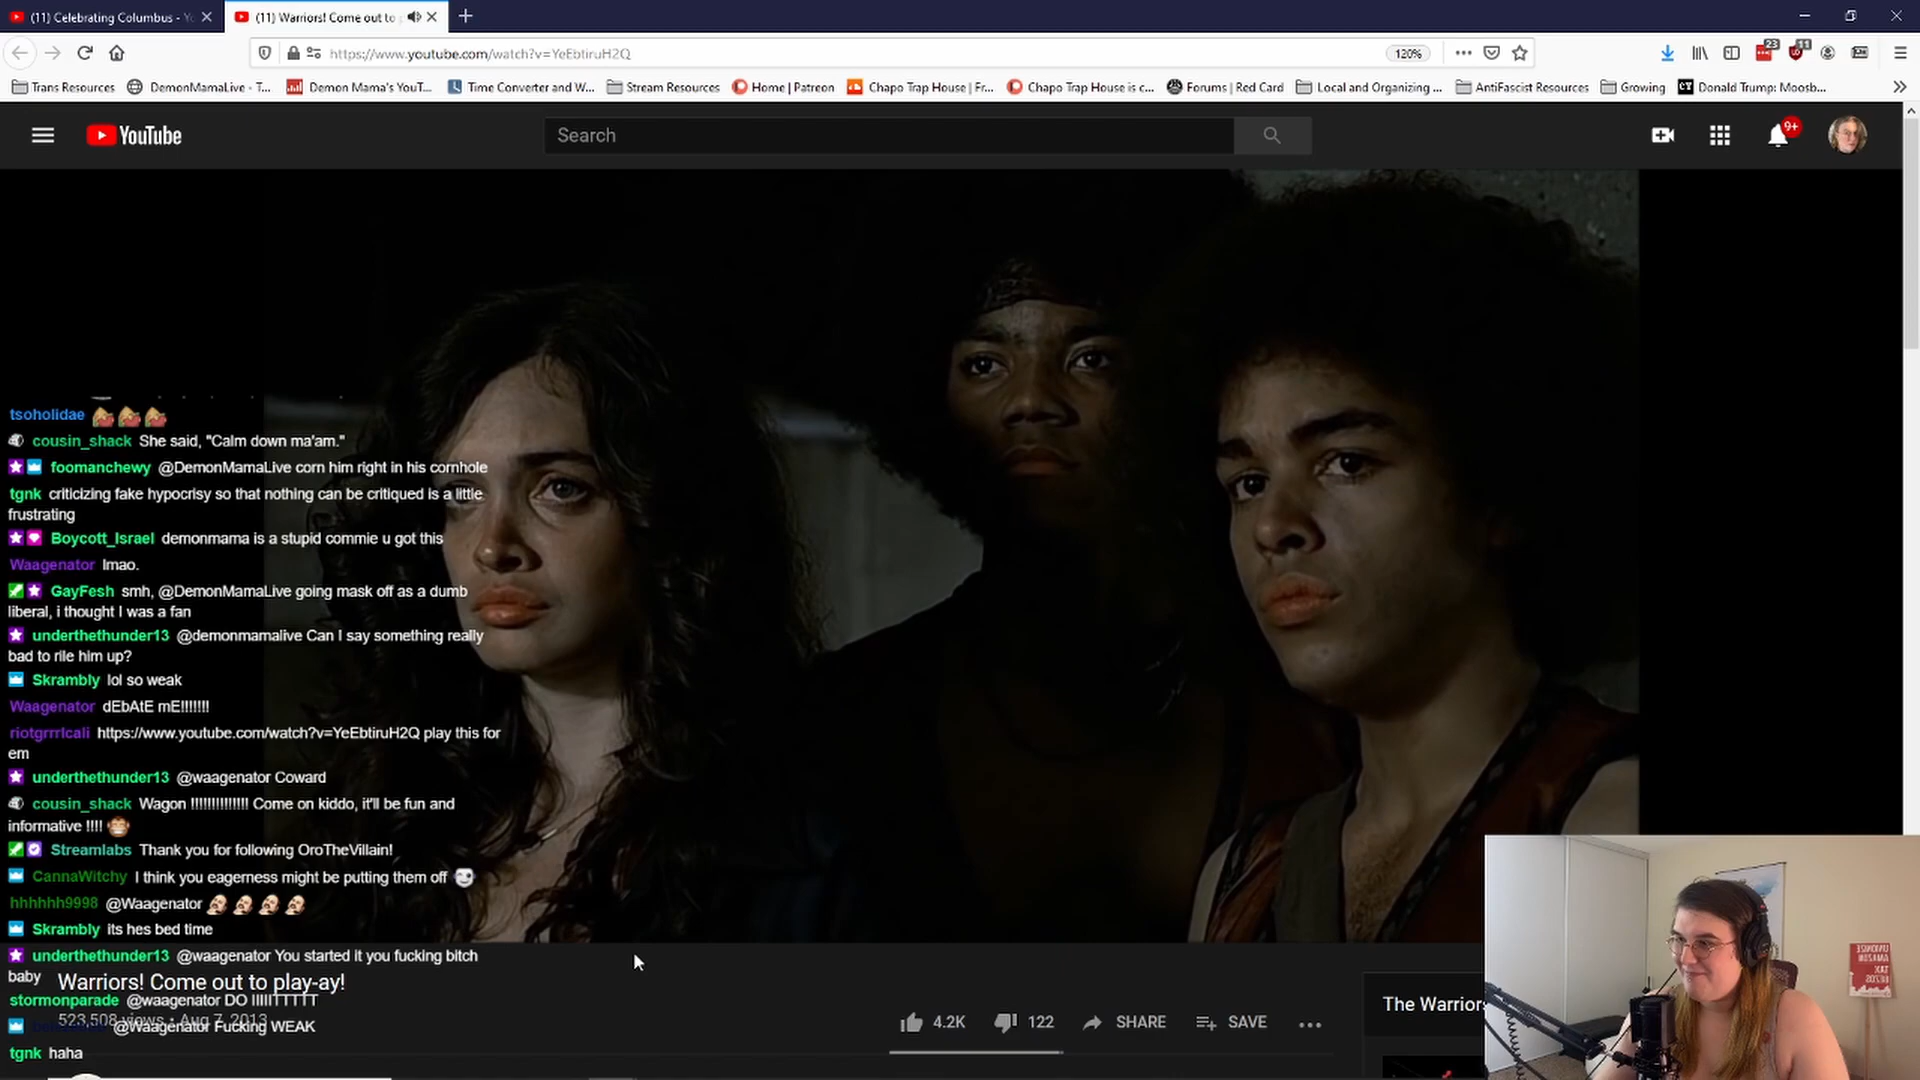 (11) Celebrating Columbus - Yo
(11) Warriors! Come out to
https://www.youtube.com/watch?v=YeEbtiruH2Q
120%
23
11
Trans Resources
DemonMamaLive - T...
Demon Mama's YouT...
Time Converter and W...
Stream Resources
Home | Patreon
Chapo Trap House | Fr...
Chapo Trap House is c...
Forums | Red Card
Local and Organizing ...
AntiFascist Resources
Growing
Donald Trump: Moosb...
YouTube
Search
9+
tsoholidae
cousin_shack She said, "Calm down ma'am."
foomanchewy @DemonMamaLive corn him right in his cornhole
tgnk criticizing fake hypocrisy so that nothing can be critiqued is a little
frustrating
Boycott_Israel demonmama is a stupid commie u got this
Waagenator lmao.
GayFesh smh, @DemonMamaLive going mask off as a dumb
liberal, i thought I was a fan
underthethunder13 @demonmamalive Can I say something really
bad to rile him up?
Skrambly lol so weak
Waagenator dEbAtE mE!!!!!!!
riotgrrrlcali https://www.youtube.com/watch?v=YeEbtiruH2Q play this for
em
underthethunder13 @waagenator Coward
cousin_shack Wagon !!!!!!!!!!!!!! Come on kiddo, it'll be fun and
informative !!!!
Streamlabs Thank you for following OroTheVillain!
CannaWitchy I think you eagerness might be putting them off
hhhhhh9998 @Waagenator
Skrambly its hes bed time
underthethunder13 @waagenator You started it you fucking bitch
baby
Warriors! Come out to play-ay!
stormonparade @waagenator DO IIIIITTTTT
523,508 views • Aug 7, 2013
@Waagenator Fucking WEAK
tgnk haha
4.2K
122
SHARE
SAVE
The Warriors
UNIONIZE
AMAZON
TAX
BEZOS